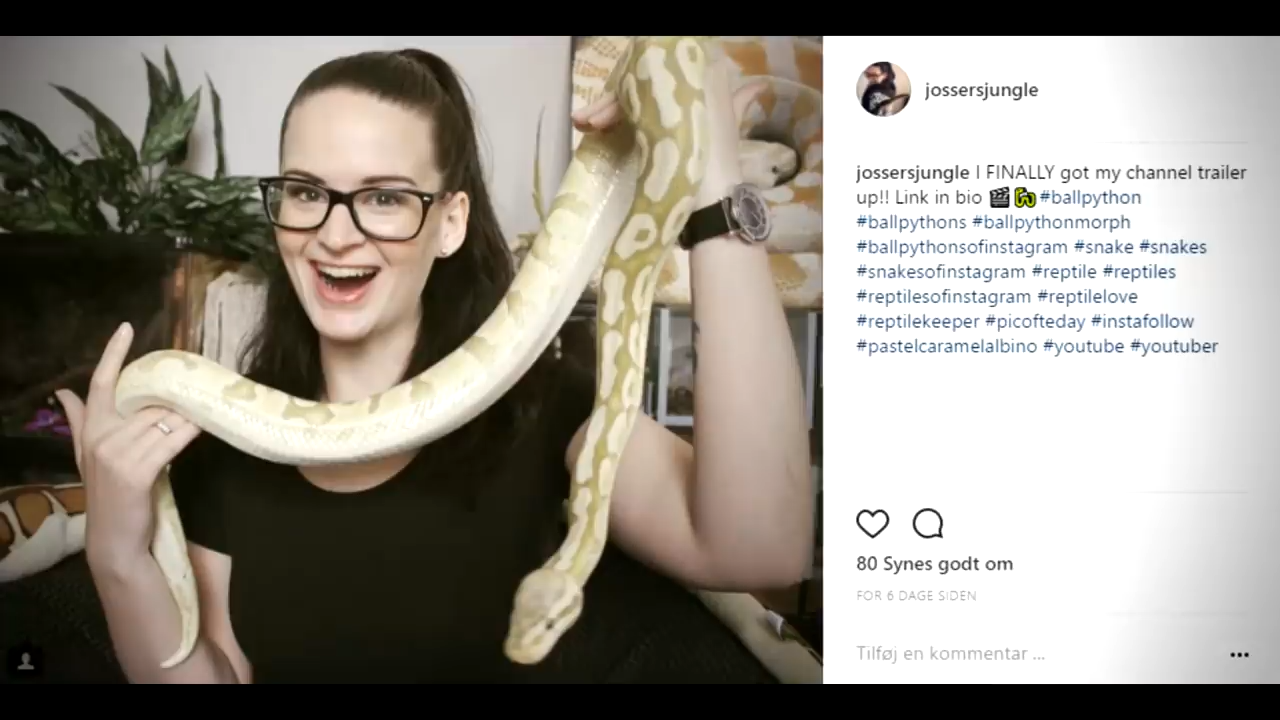 jossersjungle
jossersjungle I FINALLY got my channel trailer
up!! Link in bio 🎬🐍 #ballpython
#ballpythons #ballpythonmorph
#ballpythonsofinstagram #snake #snakes
#snakesofinstagram #reptile #reptiles
#reptilesofinstagram #reptilelove
#reptilekeeper #picofteday #instafollow
#pastelcaramelalbino #youtube #youtuber
80 Synes godt om
FOR 6 DAGE SIDEN
Tilføj en kommentar ...